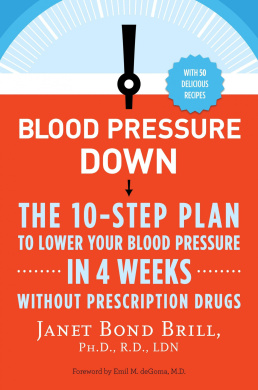 WITH 50
DELICIOUS
RECIPES
BLOOD PRESSURE
DOWN
THE 10-STEP PLAN
TO LOWER YOUR BLOOD PRESSURE
IN 4 WEEKS
WITHOUT PRESCRIPTION DRUGS
JANET BOND BRILL,
PH.D., R.D., LDN
Foreword by Emil M. deGoma, M.D.